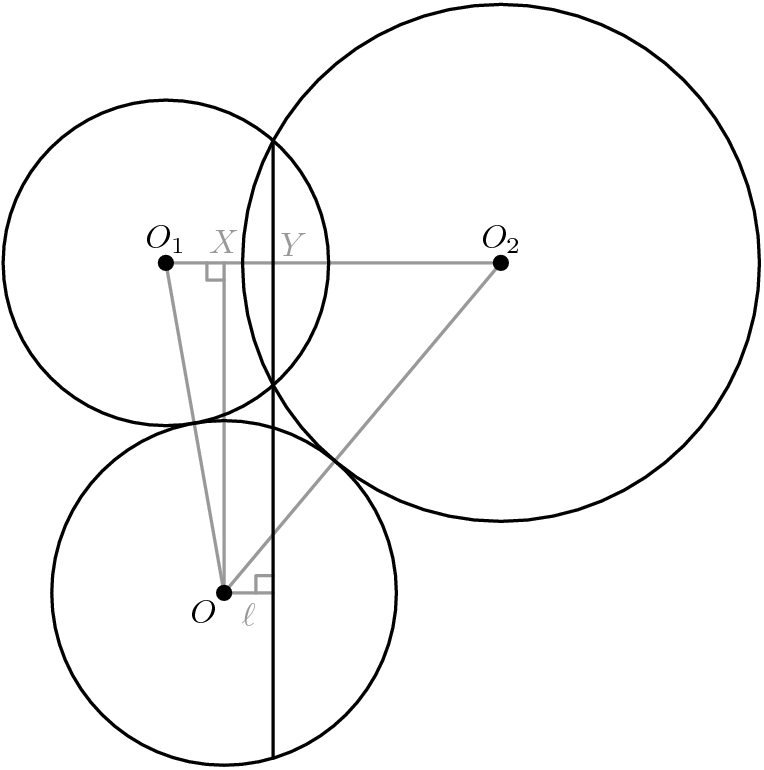 O₁ X Y O₂
O ℓ